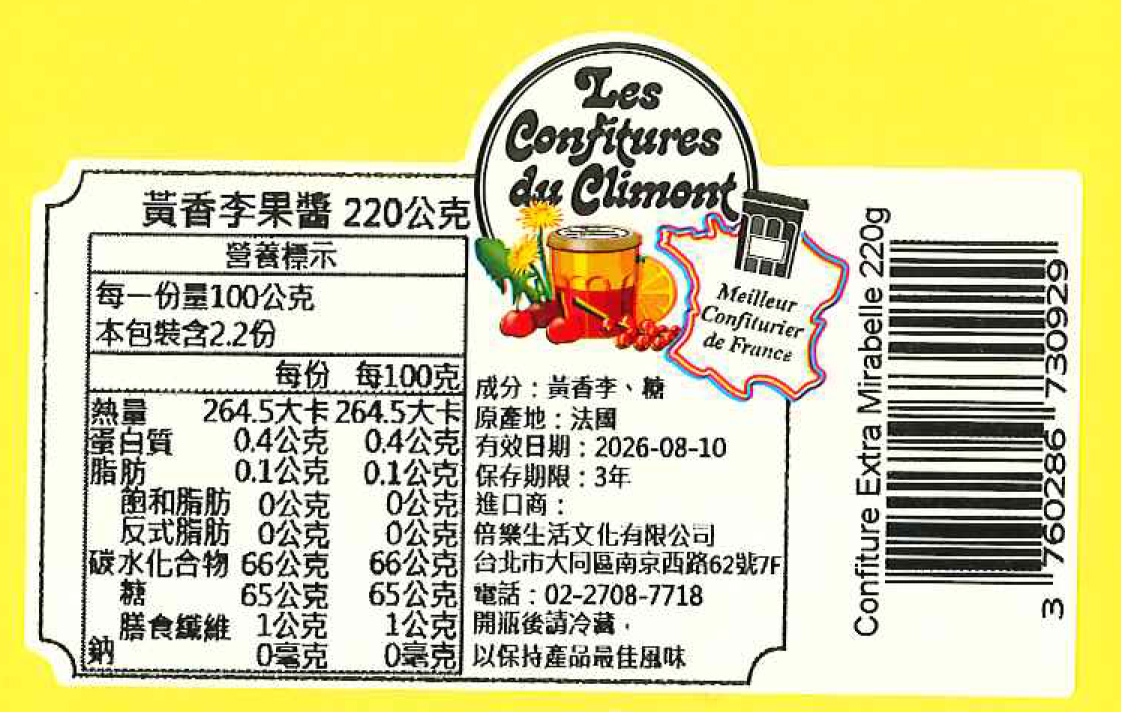 Les
Confitures
du Climont
Meilleur
Confiturier
de France
黃香李果醬 220公克
營養標示
每一份量100公克
本包裝含2.2份
每份 每100克
熱量 264.5大卡 264.5大卡
蛋白質 0.4公克 0.4公克
脂肪 0.1公克 0.1公克
飽和脂肪 0公克 0公克
反式脂肪 0公克 0公克
碳水化合物 66公克 66公克
糖 65公克 65公克
膳食纖維 1公克 1公克
鈉 0毫克 0毫克
成分：黃香李、糖
原產地：法國
有效日期：2026-08-10
保存期限：3年
進口商：
倍樂生活文化有限公司
台北市大同區南京西路62號7F
電話：02-2708-7718
開瓶後請冷藏，
以保持產品最佳風味
Confiture Extra Mirabelle 220g
3 760286 730929